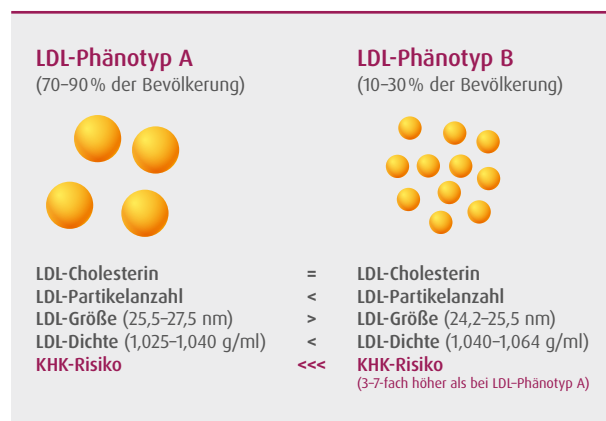 LDL-Phänotyp A
(70–90 % der Bevölkerung)
LDL-Phänotyp B
(10–30 % der Bevölkerung)
LDL-Cholesterin = LDL-Cholesterin
LDL-Partikelanzahl < LDL-Partikelanzahl
LDL-Größe (25,5–27,5 nm) > LDL-Größe (24,2–25,5 nm)
LDL-Dichte (1,025–1,040 g/ml) < LDL-Dichte (1,040–1,064 g/ml)
KHK-Risiko <<< KHK-Risiko
(3–7-fach höher als bei LDL–Phänotyp A)